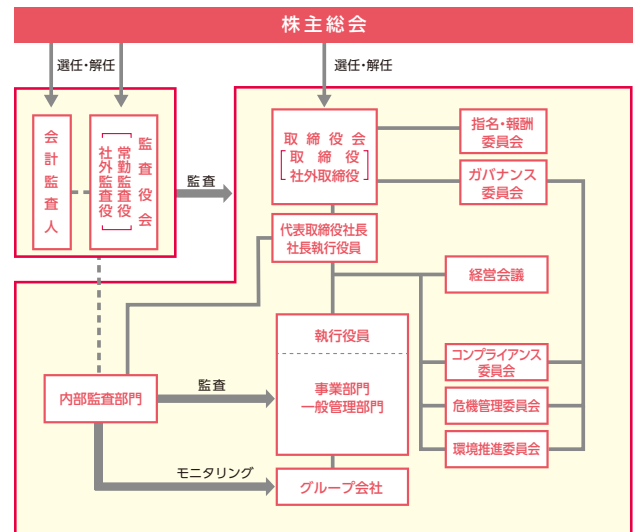 株主総会
選任・解任
選任・解任
会計監査人
監査役会
常勤監査役
社外監査役
監査
取締役会
取締役
社外取締役
指名・報酬
委員会
ガバナンス
委員会
代表取締役社長
社長執行役員
経営会議
執行役員
事業部門
一般管理部門
コンプライアンス
委員会
危機管理委員会
環境推進委員会
内部監査部門
監査
モニタリング
グループ会社